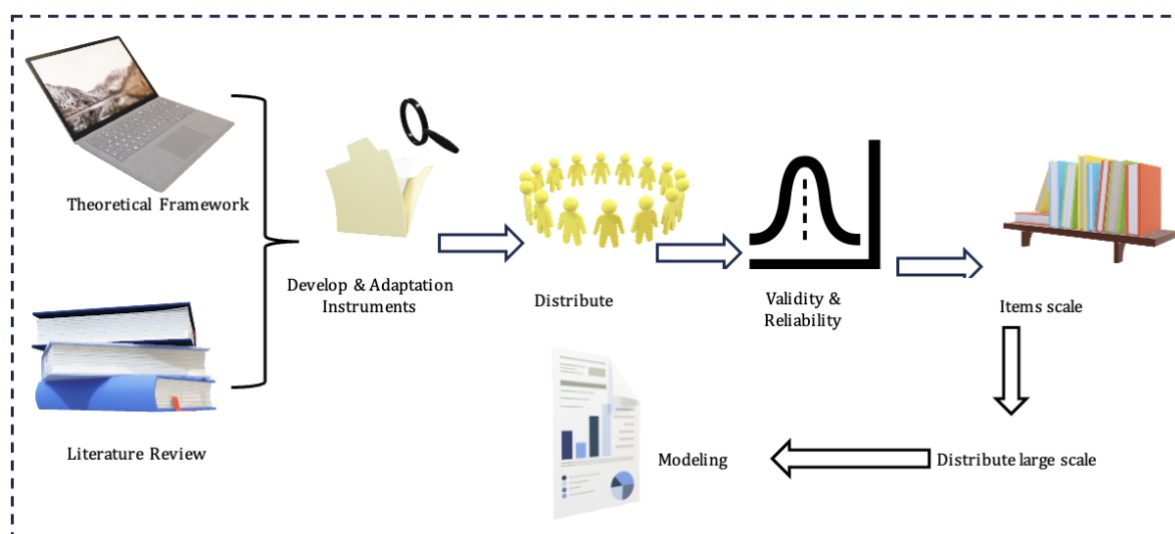 Theoretical Framework
Literature Review
Develop & Adaptation
Instruments
Distribute
Validity &
Reliability
Items scale
Distribute large scale
Modeling